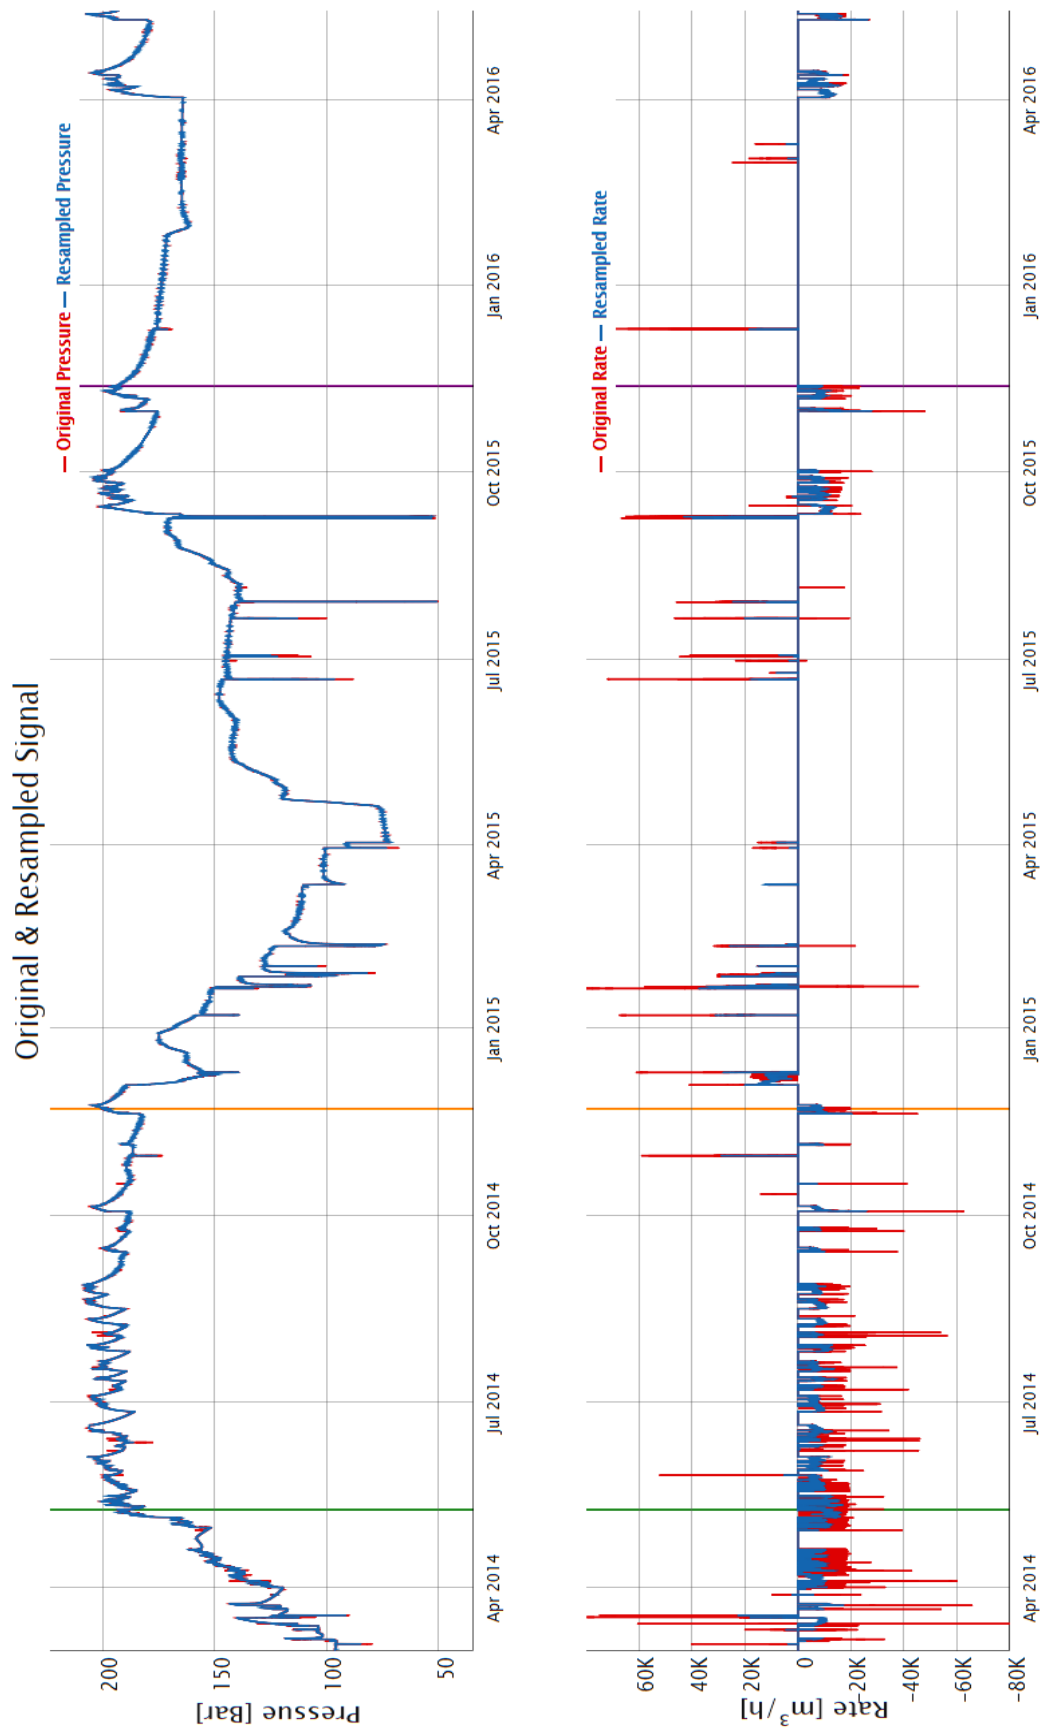 Original & Resampled Signal
— Original Pressure — Resampled Pressure
200
150
100
50
Pressue [Bar]
Apr 2014
Jul 2014
Oct 2014
Jan 2015
Apr 2015
Jul 2015
Oct 2015
Jan 2016
Apr 2016
— Original Rate — Resampled Rate
60K
40K
20K
0
-20K
-40K
-60K
-80K
Rate [m³/h]
Apr 2014
Jul 2014
Oct 2014
Jan 2015
Apr 2015
Jul 2015
Oct 2015
Jan 2016
Apr 2016